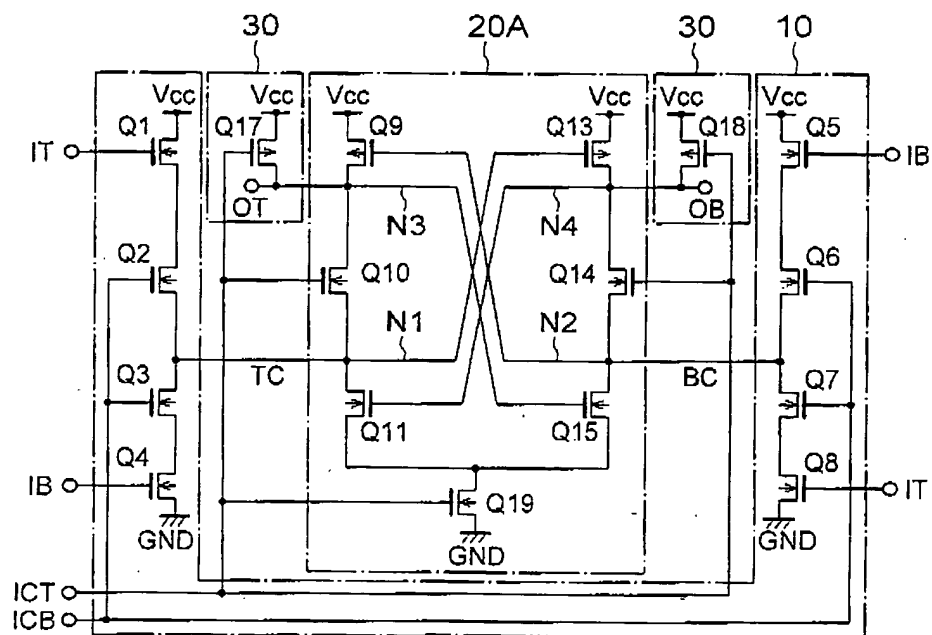 30 20A 30 10
Vcc Vcc Vcc Vcc Vcc Vcc
Q1 Q17 Q9 Q13 Q18 Q5
IT IB
OT N3 N4 OB
Q2 Q10 Q14 Q6
N1 N2
TC BC
Q3 Q7
Q11 Q15
Q4 Q8
IB IT
Q19
GND GND GND
ICT
ICB